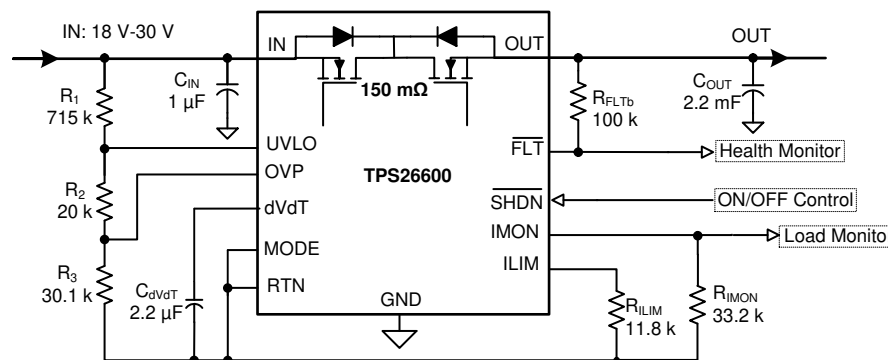 IN: 18 V-30 V
IN
OUT
OUT
CIN
1 µF
150 mΩ
R1
715 k
RFLTb
100 k
COUT
2.2 mF
UVLO
FLT
Health Monitor
OVP
TPS26600
R2
20 k
dVdT
SHDN
ON/OFF Control
MODE
IMON
Load Monito
R3
30.1 k
CdVdT
2.2 µF
RTN
ILIM
GND
RILIM
11.8 k
RIMON
33.2 k